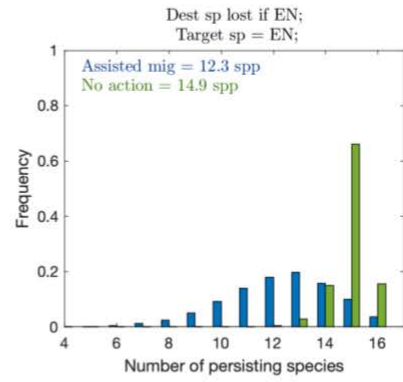 Dest sp lost if EN;
Target sp = EN;
Assisted mig = 12.3 spp
No action = 14.9 spp
1
0.8
0.6
0.4
0.2
0
Frequency
4 6 8 10 12 14 16
Number of persisting species